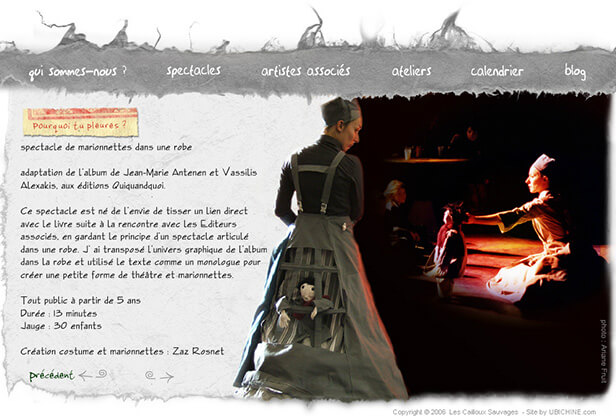 qui sommes-nous ? spectacles artistes associés ateliers calendrier blog
Pourquoi tu pleures ?
spectacle de marionnettes dans une robe
adaptation de l'album de Jean-Marie Antenen et Vassilis
Alexakis, aux éditions Quiquandquoi.
Ce spectacle est né de l'envie de tisser un lien direct
avec le livre suite à la rencontre avec les Editeurs
associés, en gardant le principe d'un spectacle articulé
dans une robe. J' ai transposé l'univers graphique de l'album
dans la robe et utilisé le texte comme un monologue pour
créer une petite forme de théâtre et marionnettes.
Tout public à partir de 5 ans
Durée : 13 minutes
Jauge : 30 enfants
Création costume et marionnettes : Zaz Rosnet
précédent
photo : Ariane Fruit
Copyright © 2006 Les Cailloux Sauvages - Site by UBICHINE.com